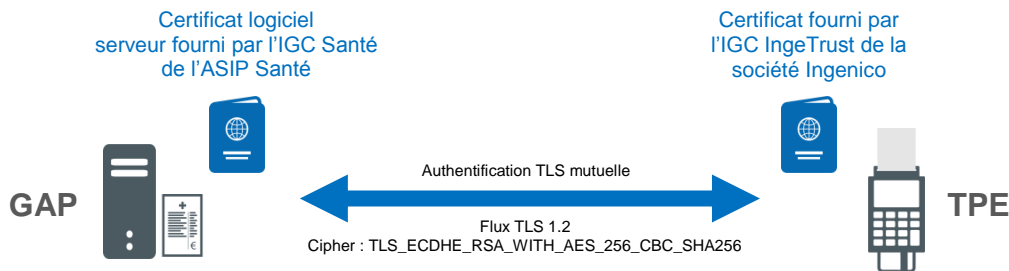 Certificat logiciel
serveur fourni par l'IGC Santé
de l'ASIP Santé
Certificat fourni par
l'IGC IngeTrust de la
société Ingenico
Authentification TLS mutuelle
GAP
€
TPE
Flux TLS 1.2
Cipher : TLS_ECDHE_RSA_WITH_AES_256_CBC_SHA256